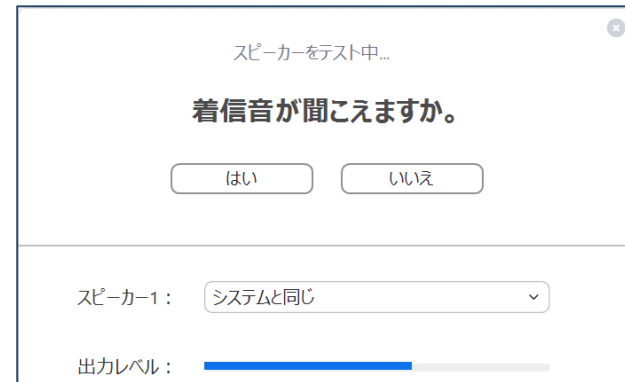 スピーカーをテスト中...
着信音が聞こえますか。
はい
いいえ
スピーカー1： システムと同じ
出力レベル：